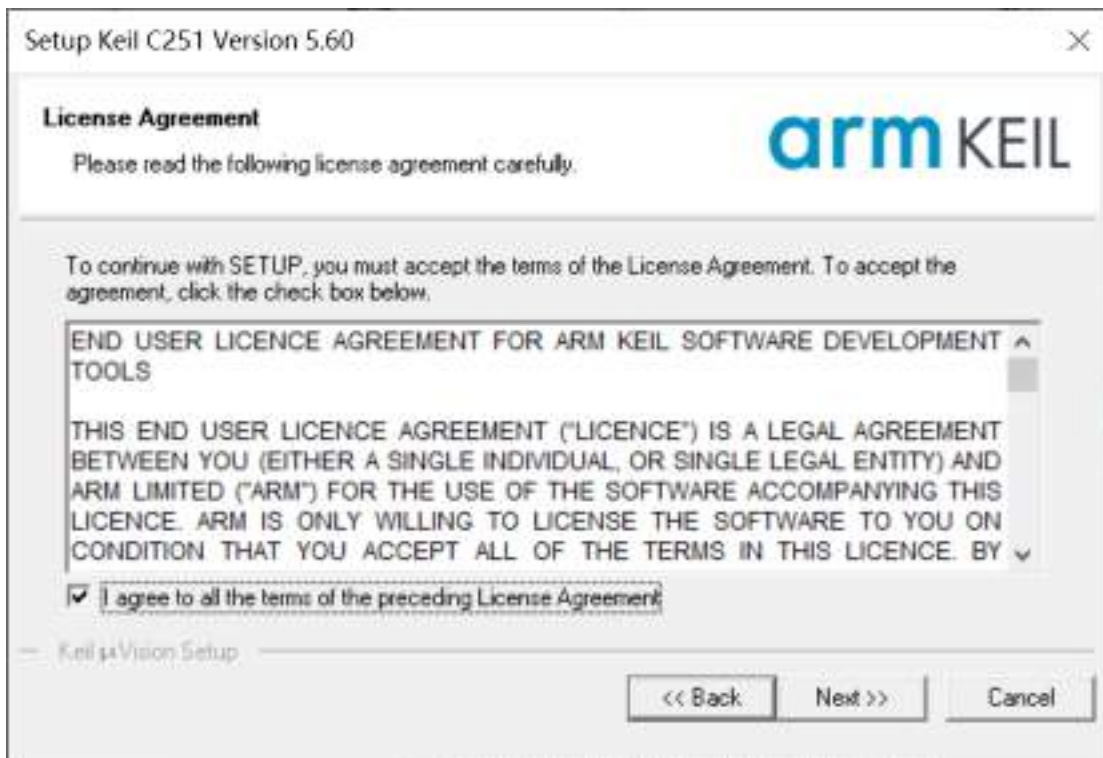 Setup Keil C251 Version 5.60
License Agreement
Please read the following license agreement carefully.
arm KEIL
To continue with SETUP, you must accept the terms of the License Agreement. To accept the
agreement, click the check box below.
END USER LICENCE AGREEMENT FOR ARM KEIL SOFTWARE DEVELOPMENT
TOOLS
THIS END USER LICENCE AGREEMENT ("LICENCE") IS A LEGAL AGREEMENT
BETWEEN YOU (EITHER A SINGLE INDIVIDUAL, OR SINGLE LEGAL ENTITY) AND
ARM LIMITED ("ARM") FOR THE USE OF THE SOFTWARE ACCOMPANYING THIS
LICENCE. ARM IS ONLY WILLING TO LICENSE THE SOFTWARE TO YOU ON
CONDITION THAT YOU ACCEPT ALL OF THE TERMS IN THIS LICENCE. BY
I agree to all the terms of the preceding License Agreement
Keil µVision Setup
<< Back Next >> Cancel